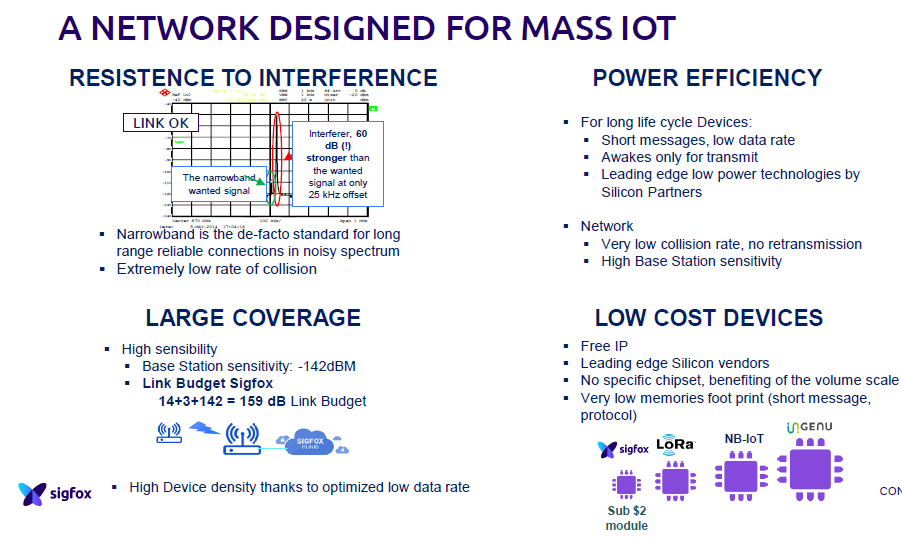 A NETWORK DESIGNED FOR MASS IOT
RESISTENCE TO INTERFERENCE
LINK OK
Interferer, 60
dB (!)
stronger than
the wanted
signal at only
25 kHz offset
The narrowband
wanted signal
▪ Narrowband is the de-facto standard for long
range reliable connections in noisy spectrum
▪ Extremely low rate of collision
POWER EFFICIENCY
▪ For long life cycle Devices:
▪ Short messages, low data rate
▪ Awakes only for transmit
▪ Leading edge low power technologies by
Silicon Partners
▪ Network
▪ Very low collision rate, no retransmission
▪ High Base Station sensitivity
LARGE COVERAGE
▪ High sensibility
▪ Base Station sensitivity: -142dBM
▪ Link Budget Sigfox
14+3+142 = 159 dB Link Budget
SIGFOX
CLOUD
▪ High Device density thanks to optimized low data rate
LOW COST DEVICES
▪ Free IP
▪ Leading edge Silicon vendors
▪ No specific chipset, benefiting of the volume scale
▪ Very low memories foot print (short message,
protocol)
sigfox
LoRa
NB-IoT
inGENU
Sub $2
module
sigfox
CON